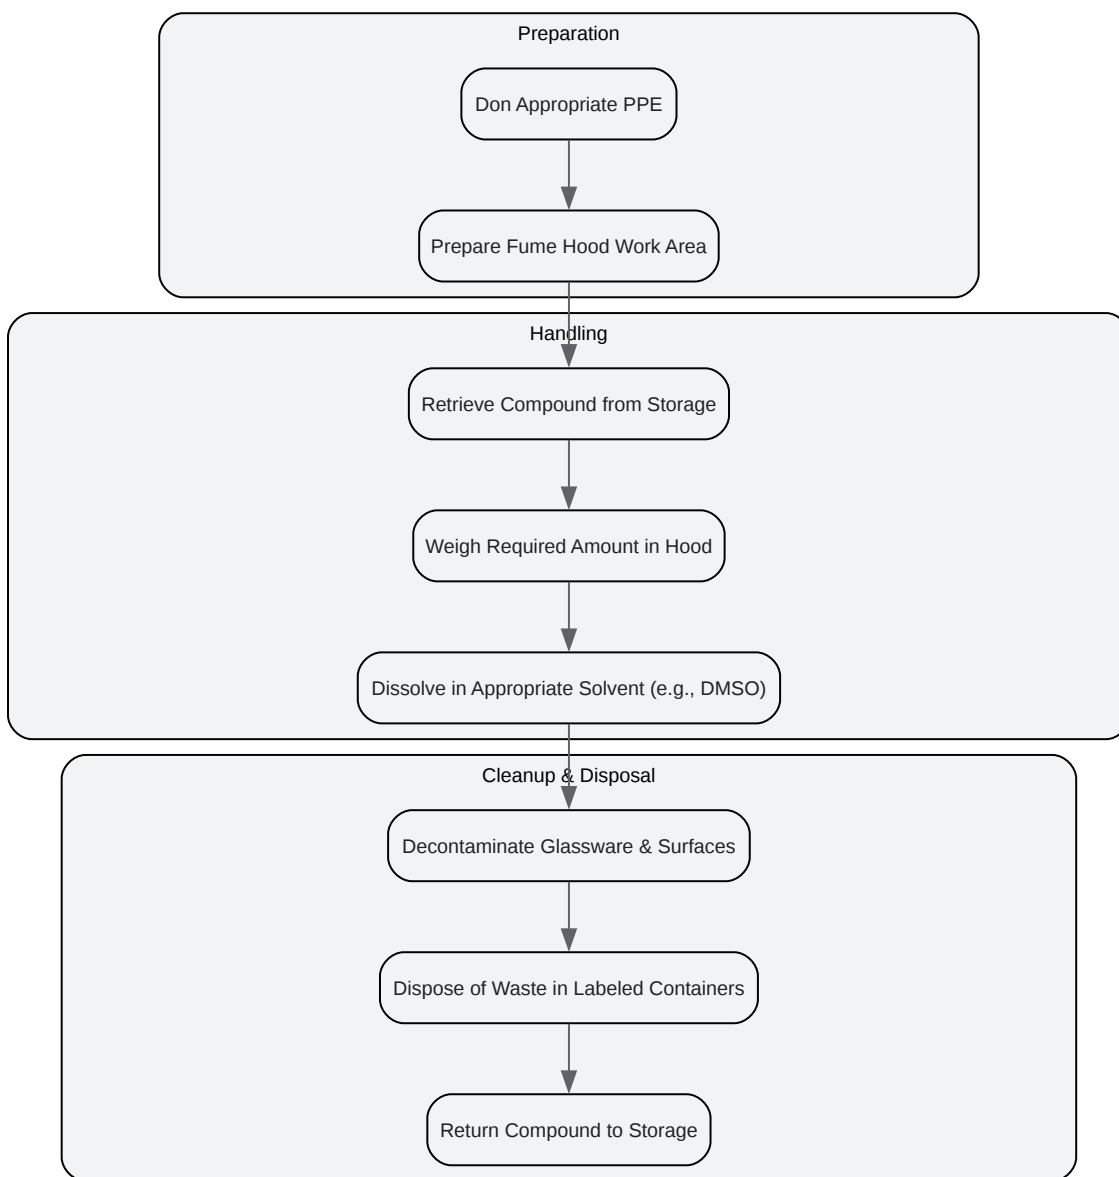 Preparation
Don Appropriate PPE
Prepare Fume Hood Work Area
Handling
Retrieve Compound from Storage
Weigh Required Amount in Hood
Dissolve in Appropriate Solvent (e.g., DMSO)
Cleanup & Disposal
Decontaminate Glassware & Surfaces
Dispose of Waste in Labeled Containers
Return Compound to Storage